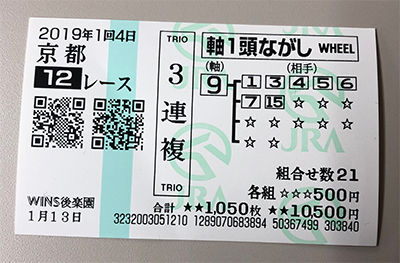 2019年1回4日
京都
12レース
WINS後楽園
1月13日
TRIO
3連複
TRIO
軸1頭ながし WHEEL
(軸) (相手)
9 1 3 4 5 6
7 15 ☆ ☆ ☆
☆ ☆ ☆ ☆ ☆
☆ ☆ ☆ ☆
JRA
組合せ数21
各組 ☆☆☆500円
合計 ★★1,050枚 ★★10,500円
3232003051210 1289070683894 50367499 303840